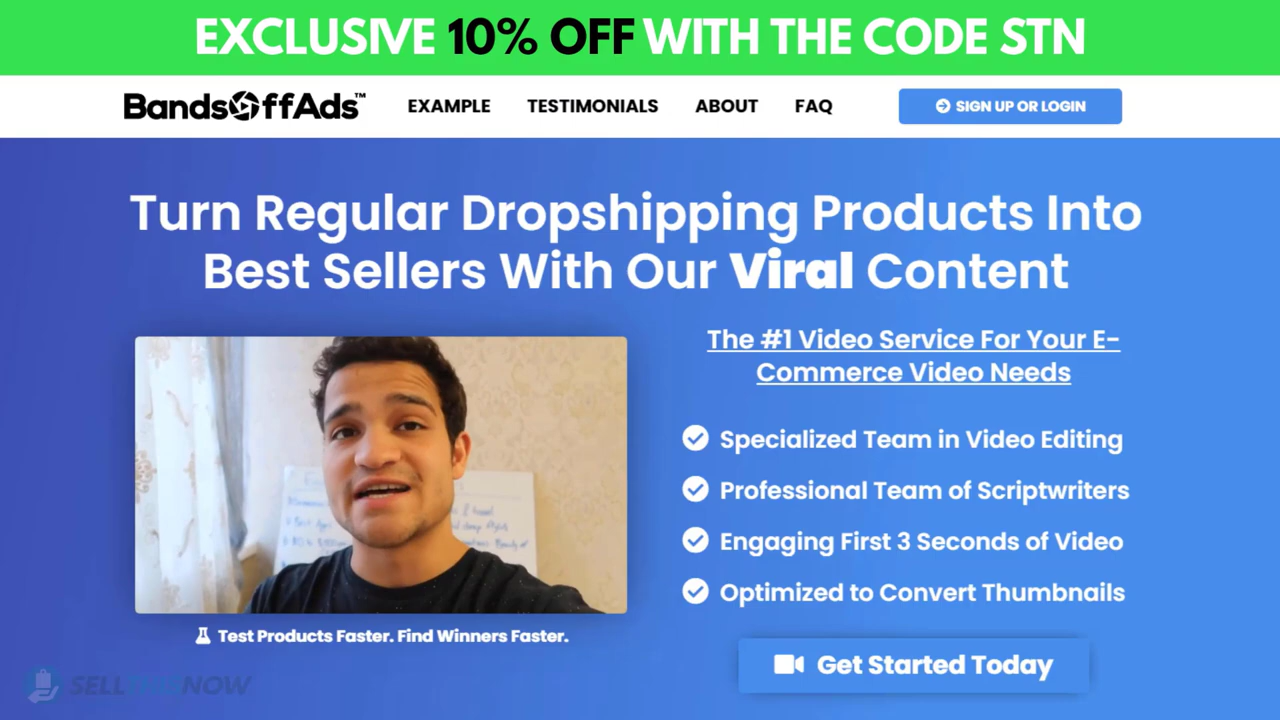 EXCLUSIVE 10% OFF WITH THE CODE STN
BandsOffAds™ EXAMPLE TESTIMONIALS ABOUT FAQ SIGN UP OR LOGIN
Turn Regular Dropshipping Products Into
Best Sellers With Our Viral Content
The #1 Video Service For Your E-
Commerce Video Needs
Specialized Team in Video Editing
Professional Team of Scriptwriters
Engaging First 3 Seconds of Video
Optimized to Convert Thumbnails
Test Products Faster. Find Winners Faster.
Get Started Today
SELLTHISNOW